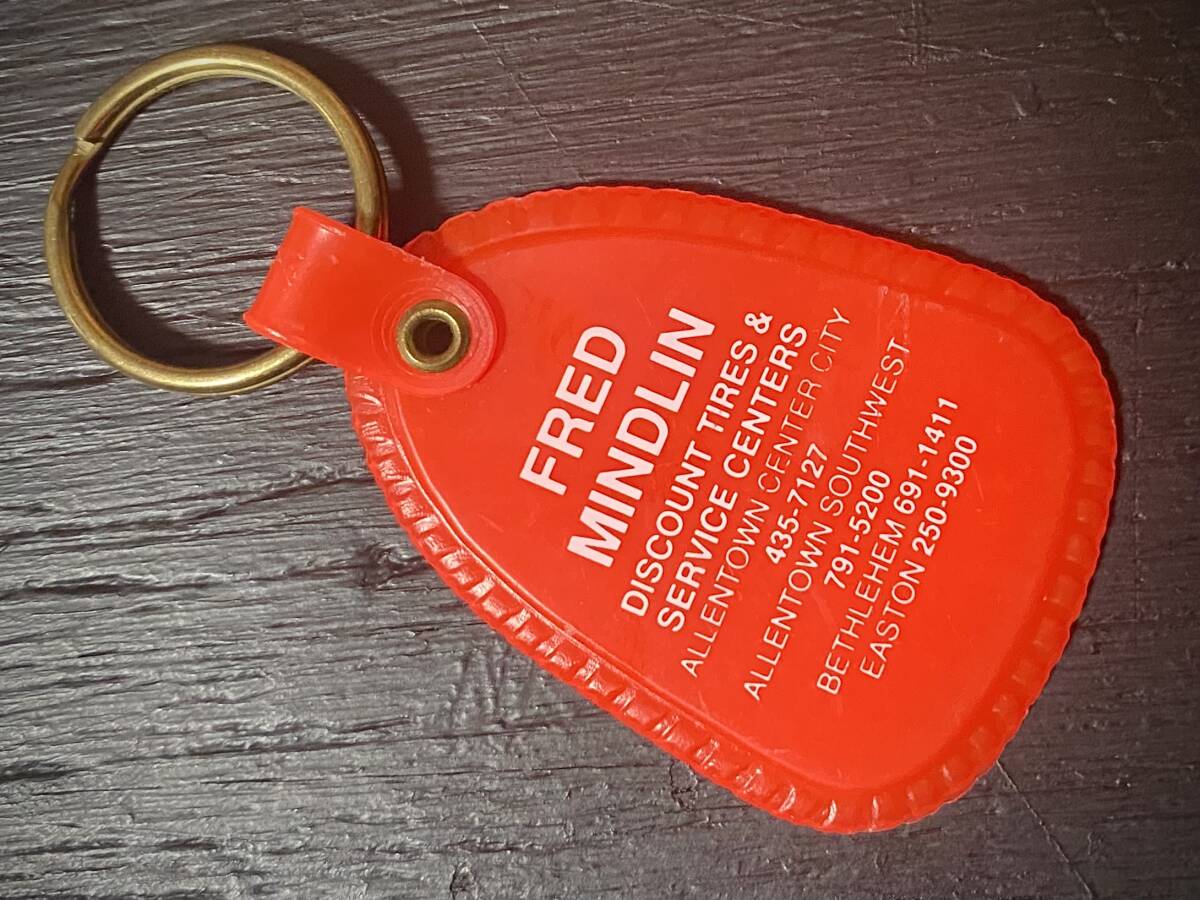 FRED
MINDLIN
DISCOUNT TIRES &
SERVICE CENTERS
ALLENTOWN CENTER CITY
435-7127
ALLENTOWN SOUTHWEST
791-5200
BETHLEHEM 691-1411
EASTON 250-9300